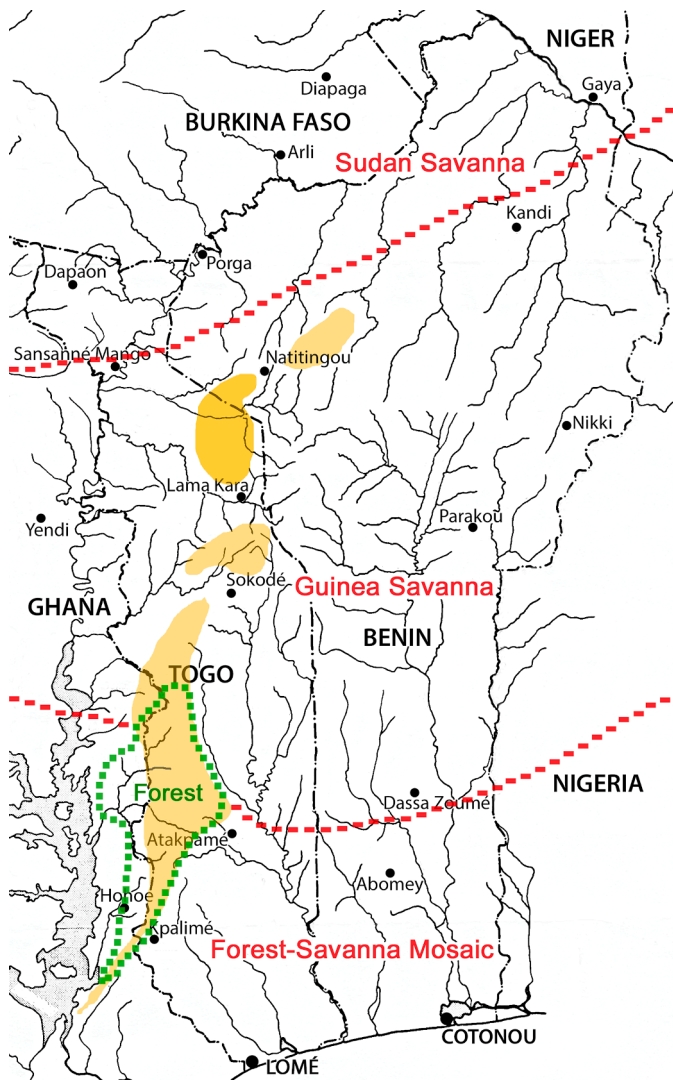 NIGER
Diapaga
Gaya
BURKINA FASO
Arli
Sudan Savanna
Kandi
Porga
Dapaon
Sansanné Mango
Natitingou
Nikki
Lama Kara
Parakou
Yendi
Sokodé
Guinea Savanna
GHANA
BENIN
TOGO
NIGERIA
Forest
Dassa Zoumé
Atakpamé
Abomey
Hohoe
Kpalimé
Forest-Savanna Mosaic
COTONOU
LOMÉ